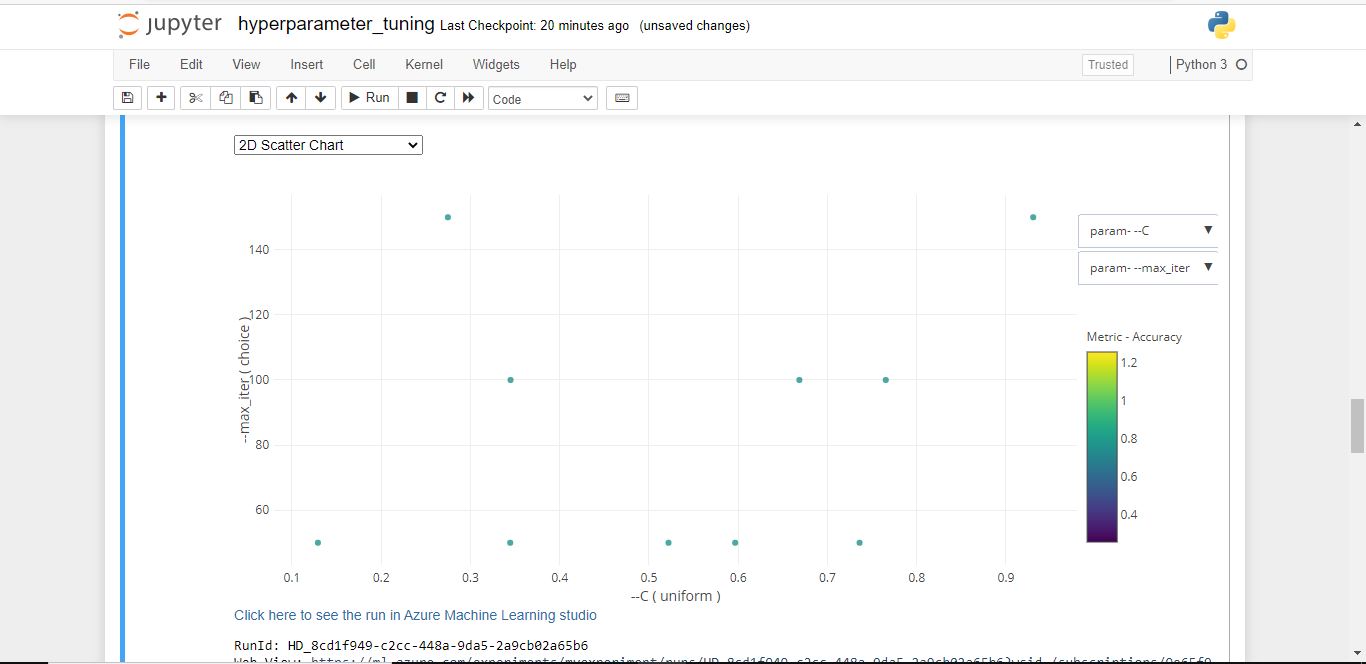 jupyter hyperparameter_tuning Last Checkpoint: 20 minutes ago (unsaved changes)
File Edit View Insert Cell Kernel Widgets Help Trusted Python 3
Run Code
2D Scatter Chart
140
120
100
80
60
--max_iter ( choice )
0.1 0.2 0.3 0.4 0.5 0.6 0.7 0.8 0.9
--C ( uniform )
param- --C
param- --max_iter
Metric - Accuracy
1.2
1
0.8
0.6
0.4
Click here to see the run in Azure Machine Learning studio
RunId: HD_8cd1f949-c2cc-448a-9da5-2a9cb02a65b6